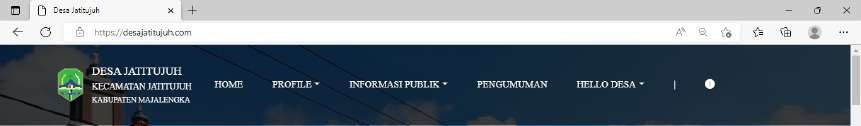 Desa Jatitujuh
https://desajatitujuh.com
DESA JATITUJUH
KECAMATAN JATITUJUH
KABUPATEN MAJALENGKA
HOME PROFILE INFORMASI PUBLIK PENGUMUMAN HELLO DESA |